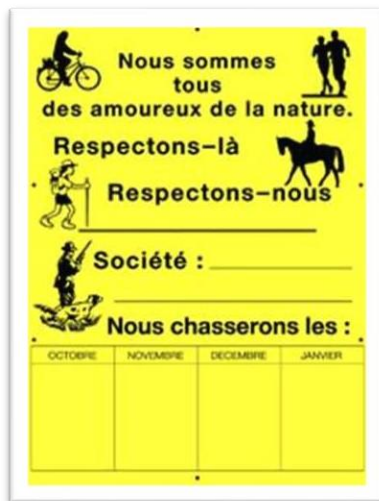 Nous sommes
tous
des amoureux de la nature.
Respectons-là
Respectons-nous
Société :
Nous chasserons les :
OCTOBRE NOVEMBRE DECEMBRE JANVIER